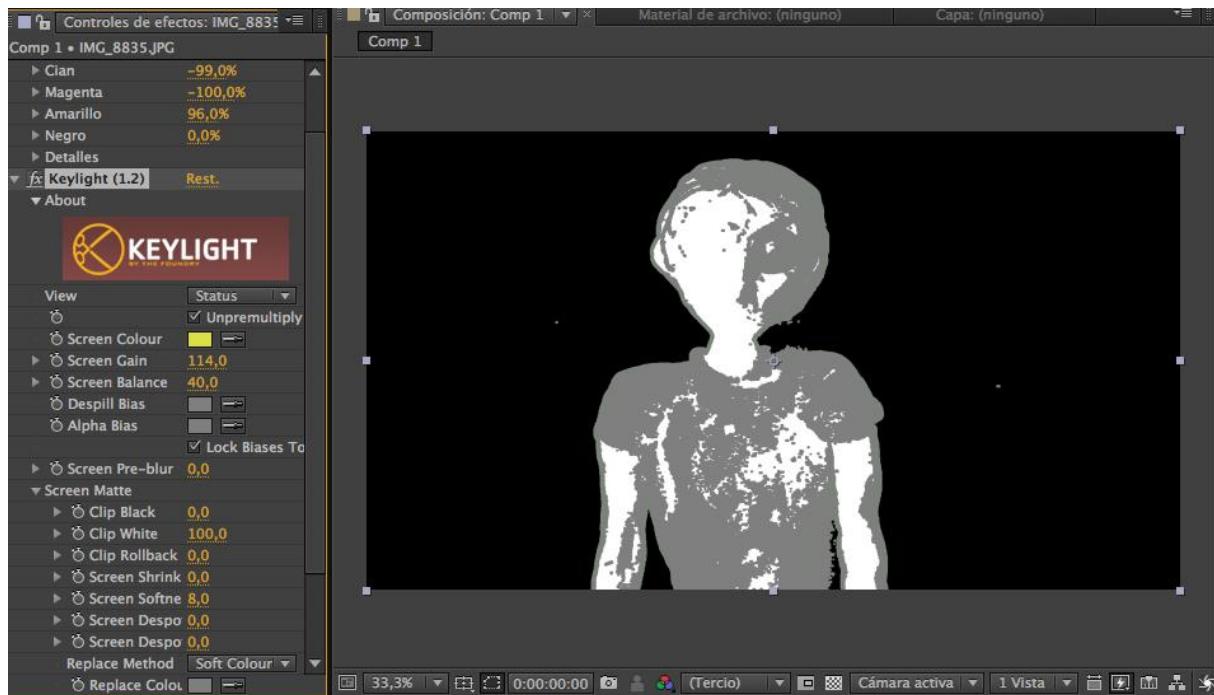 Controles de efectos: IMG_8835
Comp 1 • IMG_8835.JPG
Cian -99,0%
Magenta -100,0%
Amarillo 96,0%
Negro 0,0%
Detalles
fx Keylight (1.2) Rest.
About
KEYLIGHT
BY THE FOUNDRY
View Status
Unpremultiply
Screen Colour
Screen Gain 114,0
Screen Balance 40,0
Despill Bias
Alpha Bias
Lock Biases To
Screen Pre-blur 0,0
Screen Matte
Clip Black 0,0
Clip White 100,0
Clip Rollback 0,0
Screen Shrink 0,0
Screen Softne 8,0
Screen Despo 0,0
Screen Despo 0,0
Replace Method Soft Colour
Replace Colou
Composición: Comp 1 Material de archivo: (ninguno) Capa: (ninguno)
Comp 1
33,3% 0:00:00:00 (Tercio) Cámara activa 1 Vista